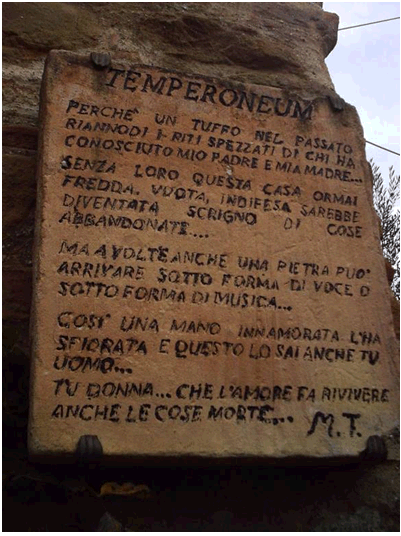 TEMPERONEUM
PERCHE' UN TUFFO NEL PASSATO
RIANNODI I RITI SPEZZATI DI CHI HA
CONOSCIUTO MIO PADRE E MIA MADRE...
SENZA LORO QUESTA CASA ORMAI
FREDDA, VUOTA, INDIFESA SAREBBE
DIVENTATA SCRIGNO DI COSE
ABBANDONATE....
MA A VOLTE ANCHE UNA PIETRA PUO'
ARRIVARE SOTTO FORMA DI VOCE O
SOTTO FORMA DI MUSICA...
COSI' UNA MANO INNAMORATA L'HA
SFIORATA E QUESTO LO SAI ANCHE TU
UOMO...
TU DONNA... CHE L'AMORE FA RIVIVERE
ANCHE LE COSE MORTE...
M.T.